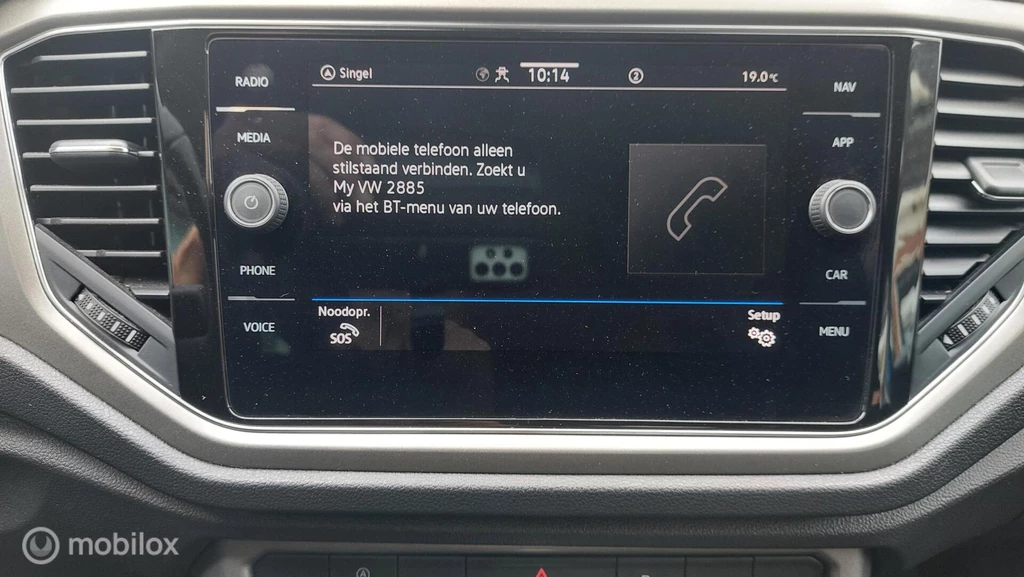 RADIO
MEDIA
PHONE
VOICE
Singel
10:14
2
19.0°C
De mobiele telefoon alleen
stilstaand verbinden. Zoekt u
My VW 2885
via het BT-menu van uw telefoon.
Noodopr.
SOS
Setup
NAV
APP
CAR
MENU
mobilox